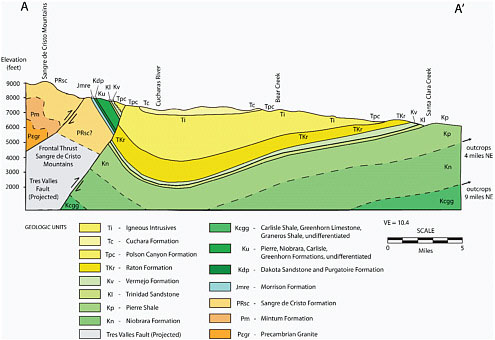 A
A'
Sangre de Cristo Mountains
Elevation
(feet)
9000
8000
7000
6000
5000
4000
3000
2000
PRsc
Jmre
Kdp
Ku
Kl
Kv
Tpc
Tpc
Tc
Cucharas River
Ti
Tc
Bear Creek
Tpc
Ti
TKr
Kv
Kl
Santa Clara Creek
Kp
Pm
PRsc?
Pcgr
TKr
TKr
Kn
Kn
Kcgg
Kcgg
Frontal Thrust
Sangre de Cristo
Mountains
Tres Valles
Fault
(Projected)
outcrops
4 miles NE
outcrops
9 miles NE
VE = 10.4
SCALE
0 5
Miles
GEOLOGIC UNITS
Ti - Igneous Intrusives
Tc - Cuchara Formation
Tpc - Polson Canyon Formation
TKr - Raton Formation
Kv - Vermejo Formation
Kl - Trinidad Sandstone
Kp - Pierre Shale
Kn - Niobrara Formation
Tres Valles Fault (Projected)
Kcgg - Carlisle Shale, Greenhorn Limestone,
Graneros Shale, undifferentiated
Ku - Pierre, Niobrara, Carlisle,
Greenhorn Formations, undifferentiated
Kdp - Dakota Sandstone and Purgatoire Formation
Jmre - Morrison Formation
PRsc - Sangre de Cristo Formation
Pm - Minturn Formation
Pcgr - Precambrian Granite